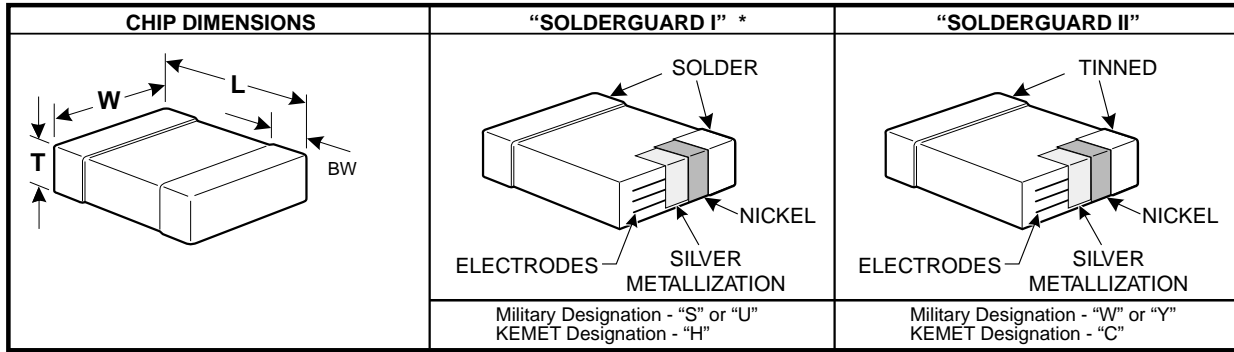 CHIP DIMENSIONS
W
L
T
BW
“SOLDERGUARD I” *
SOLDER
NICKEL
ELECTRODES
SILVER
METALLIZATION
Military Designation - “S” or “U”
KEMET Designation - “H”
“SOLDERGUARD II”
TINNED
NICKEL
ELECTRODES
SILVER
METALLIZATION
Military Designation - “W” or “Y”
KEMET Designation - “C”